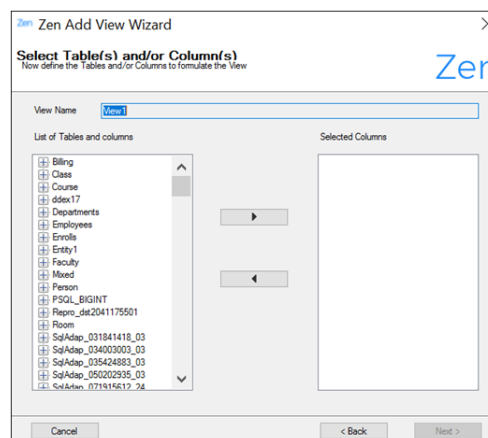 Zen Zen Add View Wizard
Select Table(s) and/or Column(s)
Now define the Tables and/or Columns to formulate the View
Zen
View Name View1
List of Tables and columns
Selected Columns
Billing
Class
Course
ddex17
Departments
Employees
Enrolls
Entity1
Faculty
Mixed
Person
PSQL_BIGINT
Repro_dst2041175501
Room
SqlAdap_031841418_03
SqlAdap_034003003_03
SqlAdap_035424883_03
SqlAdap_050202935_03
SqlAdap_071915612_24
Cancel
< Back
Next >